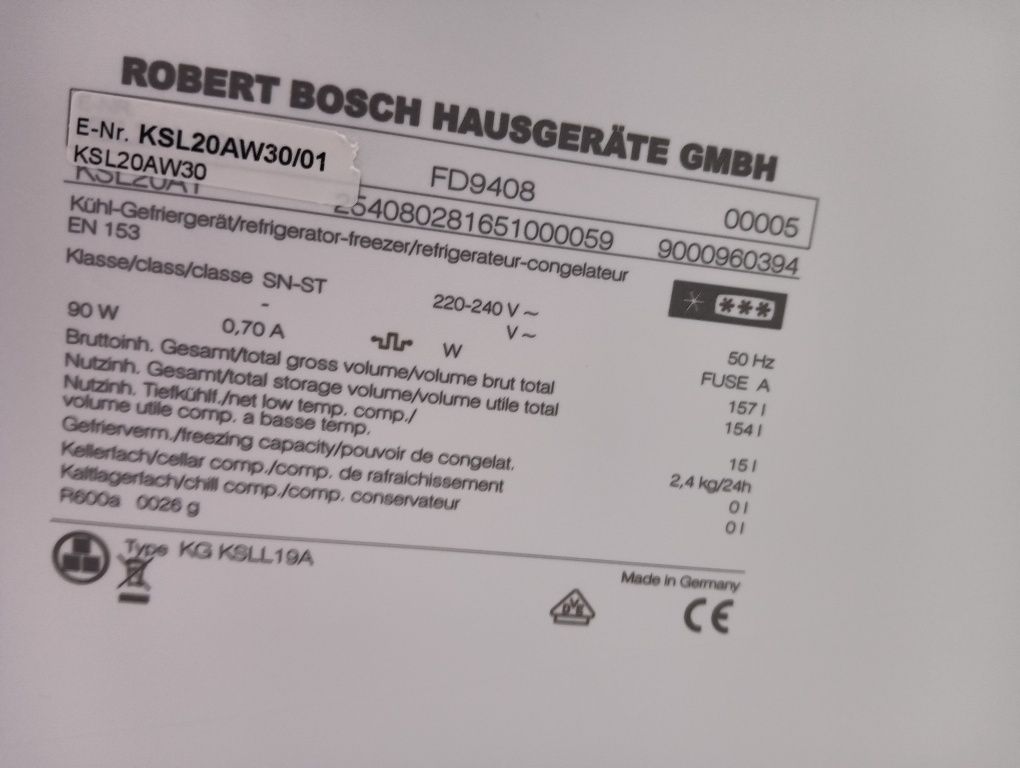 ROBERT BOSCH HAUSGERÄTE GMBH
E-Nr. KSL20AW30/01
KSL20AW30
FD9408 00005
254080281651000059 9000960394
Kühl-Gefriergerät/refrigerator-freezer/refrigerateur-congelateur
EN 153
Klasse/class/classe SN-ST 220-240 V ~ 50 Hz
- V ~ FUSE A
90 W 0,70 A W
Bruttoinh. Gesamt/total gross volume/volume brut total 157 l
Nutzinh. Gesamt/total storage volume/volume utile total 154 l
Nutzinh. Tiefkühlf./net low temp. comp./
volume utile comp. a basse temp. 15 l
Gefrierverm./freezing capacity/pouvoir de congelat. 2,4 kg/24h
Kellerfach/cellar comp./comp. de rafraichissement 0 l
Kaltlagerfach/chill comp./comp. conservateur 0 l
R600a 0026 g
Type KG KSLL19A
Made in Germany
DVE
CE